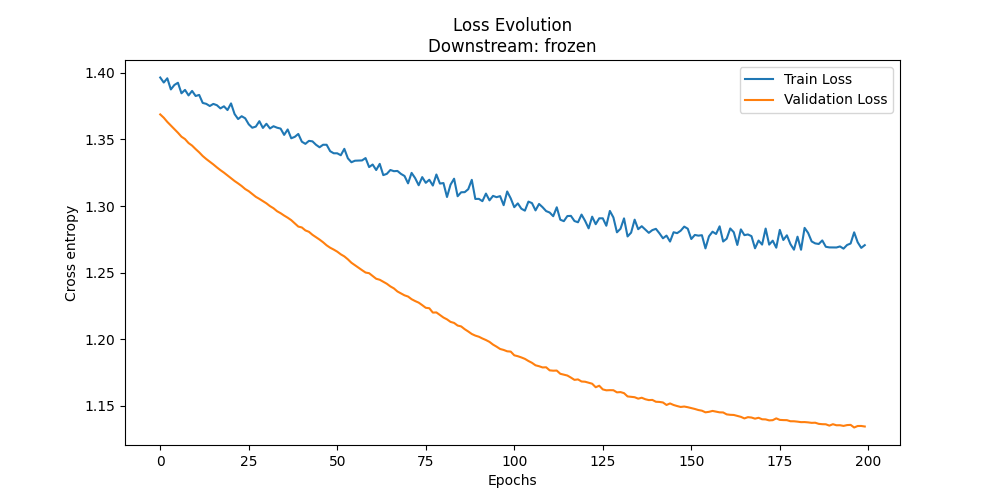 Loss Evolution
Downstream: frozen
Train Loss
Validation Loss
Cross entropy
1.40
1.35
1.30
1.25
1.20
1.15
0 25 50 75 100 125 150 175 200
Epochs